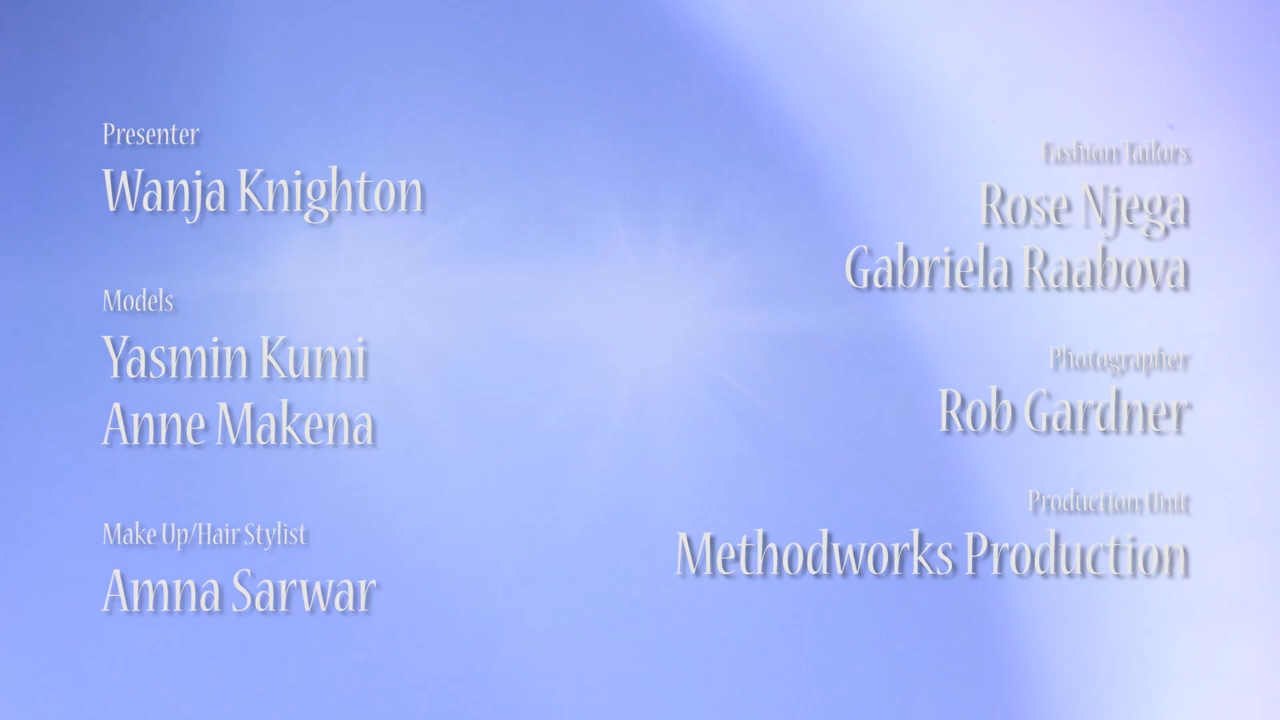 Presenter
Wanja Knighton
Models
Yasmin Kumi
Anne Makena
Make Up/Hair Stylist
Amna Sarwar
Fashion Tailors
Rose Njega
Gabriela Raabova
Photographer
Rob Gardner
Production Unit
Methodworks Production